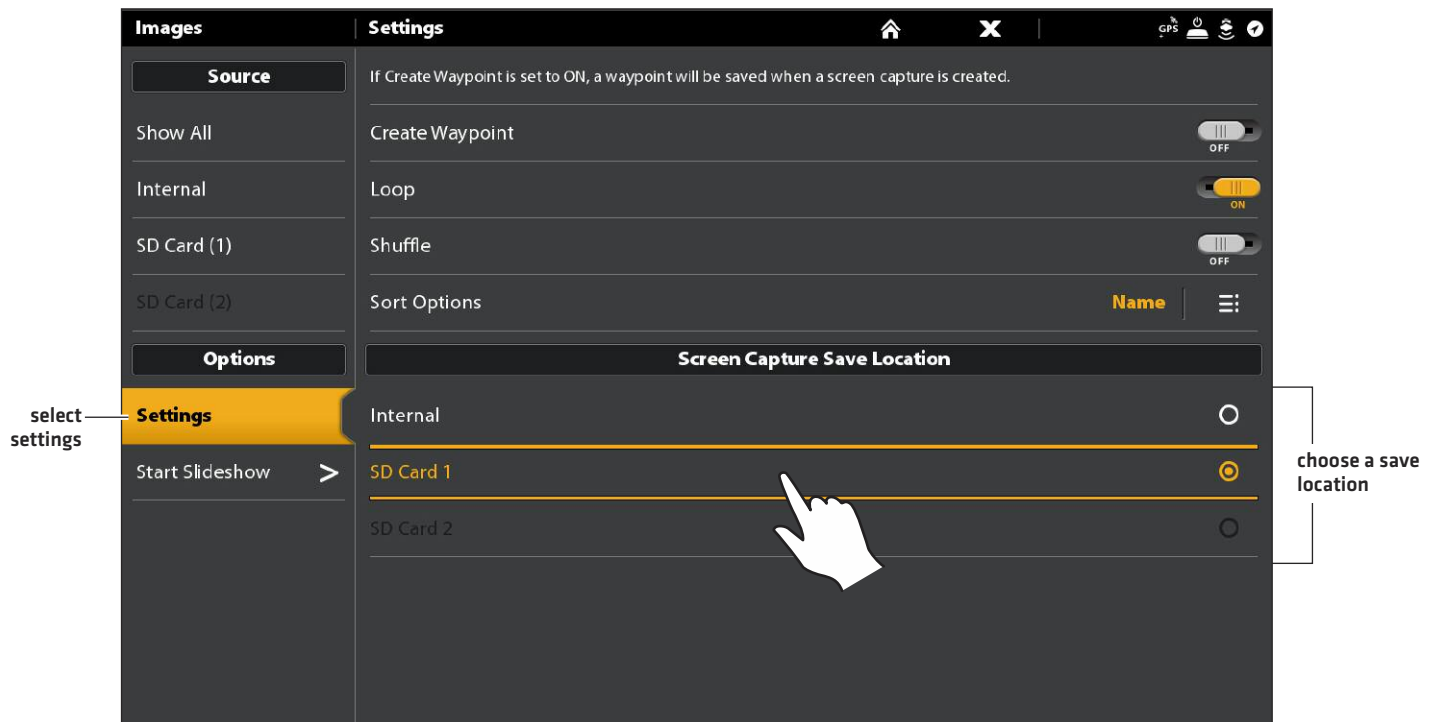 Images
Settings
GPS
Source
If Create Waypoint is set to ON, a waypoint will be saved when a screen capture is created.
Show All
Create Waypoint
OFF
Internal
Loop
ON
SD Card (1)
Shuffle
OFF
SD Card (2)
Sort Options
Name
Options
Screen Capture Save Location
select
settings
Settings
Internal
Start Slideshow
SD Card 1
choose a save
location
SD Card 2